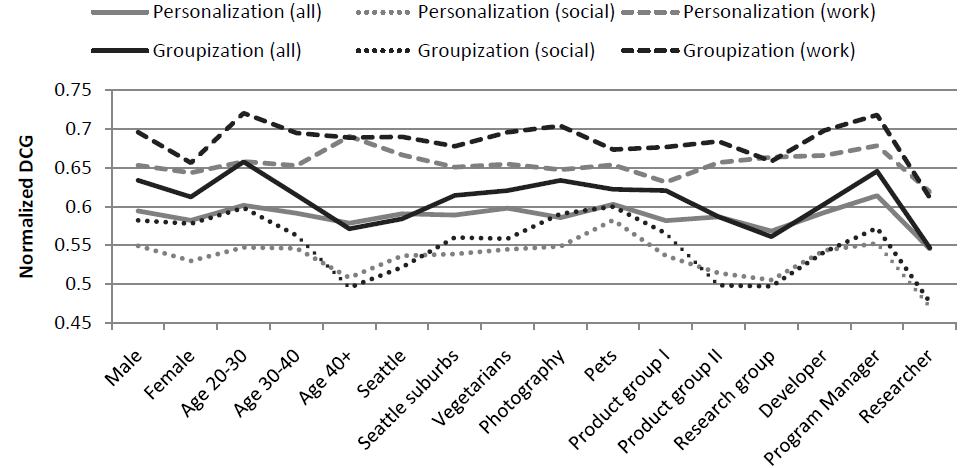 Personalization (all) Personalization (social) Personalization (work)
Groupization (all) Groupization (social) Groupization (work)
0.75
0.7
0.65
0.6
0.55
0.5
0.45
Normalized DCG
Male
Female
Age 20-30
Age 30-40
Age 40+
Seattle
Seattle suburbs
Vegetarians
Photography
Pets
Product group I
Product group II
Research group
Developer
Program Manager
Researcher